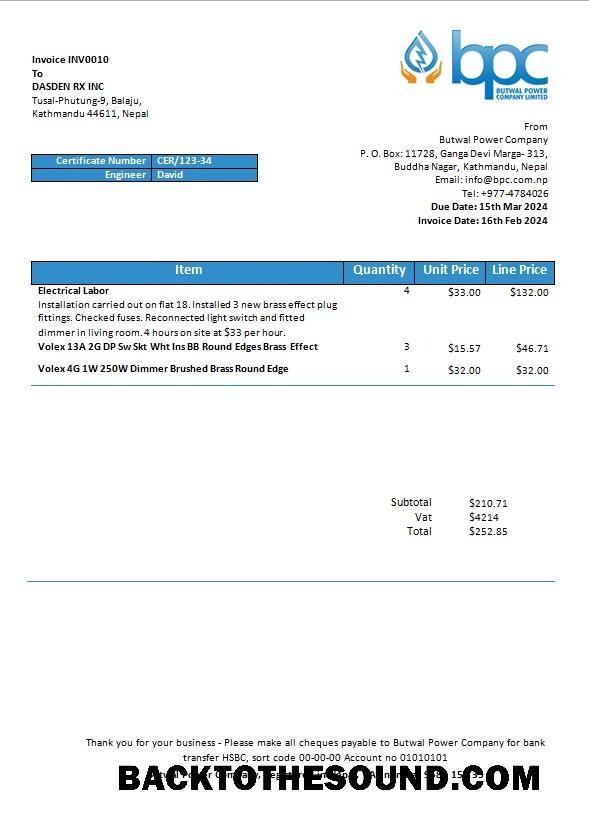 Invoice INV0010
To
DASDEN RX INC
Tusal-Phutung-9, Balaju,
Kathmandu 44611, Nepal
bpc
BUTWAL POWER
COMPANY LIMITED
From
Butwal Power Company
P. O. Box: 11728, Ganga Devi Marga- 313,
Buddha Nagar, Kathmandu, Nepal
Email: info@bpc.com.np
Tel: +977-4784026
Due Date: 15th Mar 2024
Invoice Date: 16th Feb 2024
Certificate Number CER/123-34
Engineer David
Item Quantity Unit Price Line Price
Electrical Labor 4 $33.00 $132.00
Installation carried out on flat 18. Installed 3 new brass effect plug
fittings. Checked fuses. Reconnected light switch and fitted
dimmer in living room. 4 hours on site at $33 per hour.
Volex 13A 2G DP Sw Skt Wht Ins BB Round Edges Brass Effect 3 $15.57 $46.71
Volex 4G 1W 250W Dimmer Brushed Brass Round Edge 1 $32.00 $32.00
Subtotal $210.71
Vat $4214
Total $252.85
Thank you for your business - Please make all cheques payable to Butwal Power Company for bank
transfer HSBC, sort code 00-00-00 Account no 01010101
BACKTOTHESOUND.COM